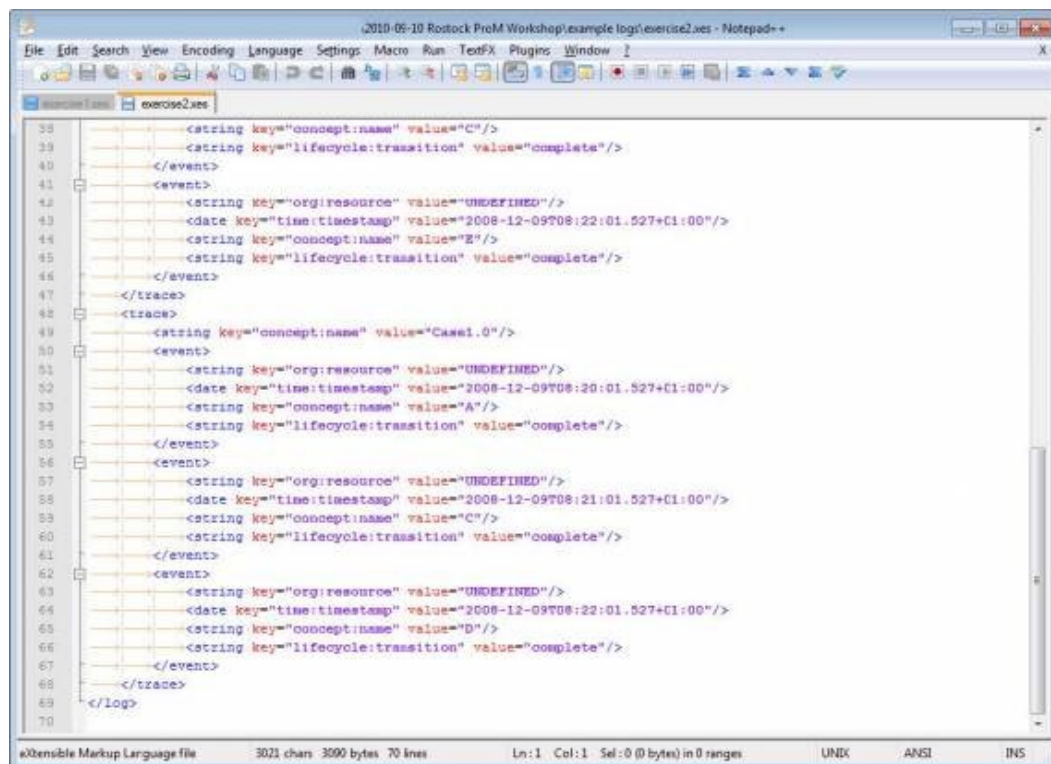 2010-09-10 Rostock ProM Workshop\example logs\exercise2.xes - Notepad++
File Edit Search View Encoding Language Settings Macro Run TextFX Plugins Window ? X
exercise1.xes exercise2.xes
38 <string key="concept:name" value="C"/>
39 <string key="lifecycle:transition" value="complete"/>
40 </event>
41 <event>
42 <string key="org:resource" value="UNDEFINED"/>
43 <date key="time:timestamp" value="2008-12-09T08:22:01.527+01:00"/>
44 <string key="concept:name" value="E"/>
45 <string key="lifecycle:transition" value="complete"/>
46 </event>
47 </trace>
48 <trace>
49 <string key="concept:name" value="Case1.0"/>
50 <event>
51 <string key="org:resource" value="UNDEFINED"/>
52 <date key="time:timestamp" value="2008-12-09T08:20:01.527+01:00"/>
53 <string key="concept:name" value="A"/>
54 <string key="lifecycle:transition" value="complete"/>
55 </event>
56 <event>
57 <string key="org:resource" value="UNDEFINED"/>
58 <date key="time:timestamp" value="2008-12-09T08:21:01.527+01:00"/>
59 <string key="concept:name" value="C"/>
60 <string key="lifecycle:transition" value="complete"/>
61 </event>
62 <event>
63 <string key="org:resource" value="UNDEFINED"/>
64 <date key="time:timestamp" value="2008-12-09T08:22:01.527+01:00"/>
65 <string key="concept:name" value="D"/>
66 <string key="lifecycle:transition" value="complete"/>
67 </event>
68 </trace>
69 </log>
70
eXtensible Markup Language file 3021 chars 3090 bytes 70 lines Ln : 1 Col : 1 Sel : 0 (0 bytes) in 0 ranges UNIX ANSI INS